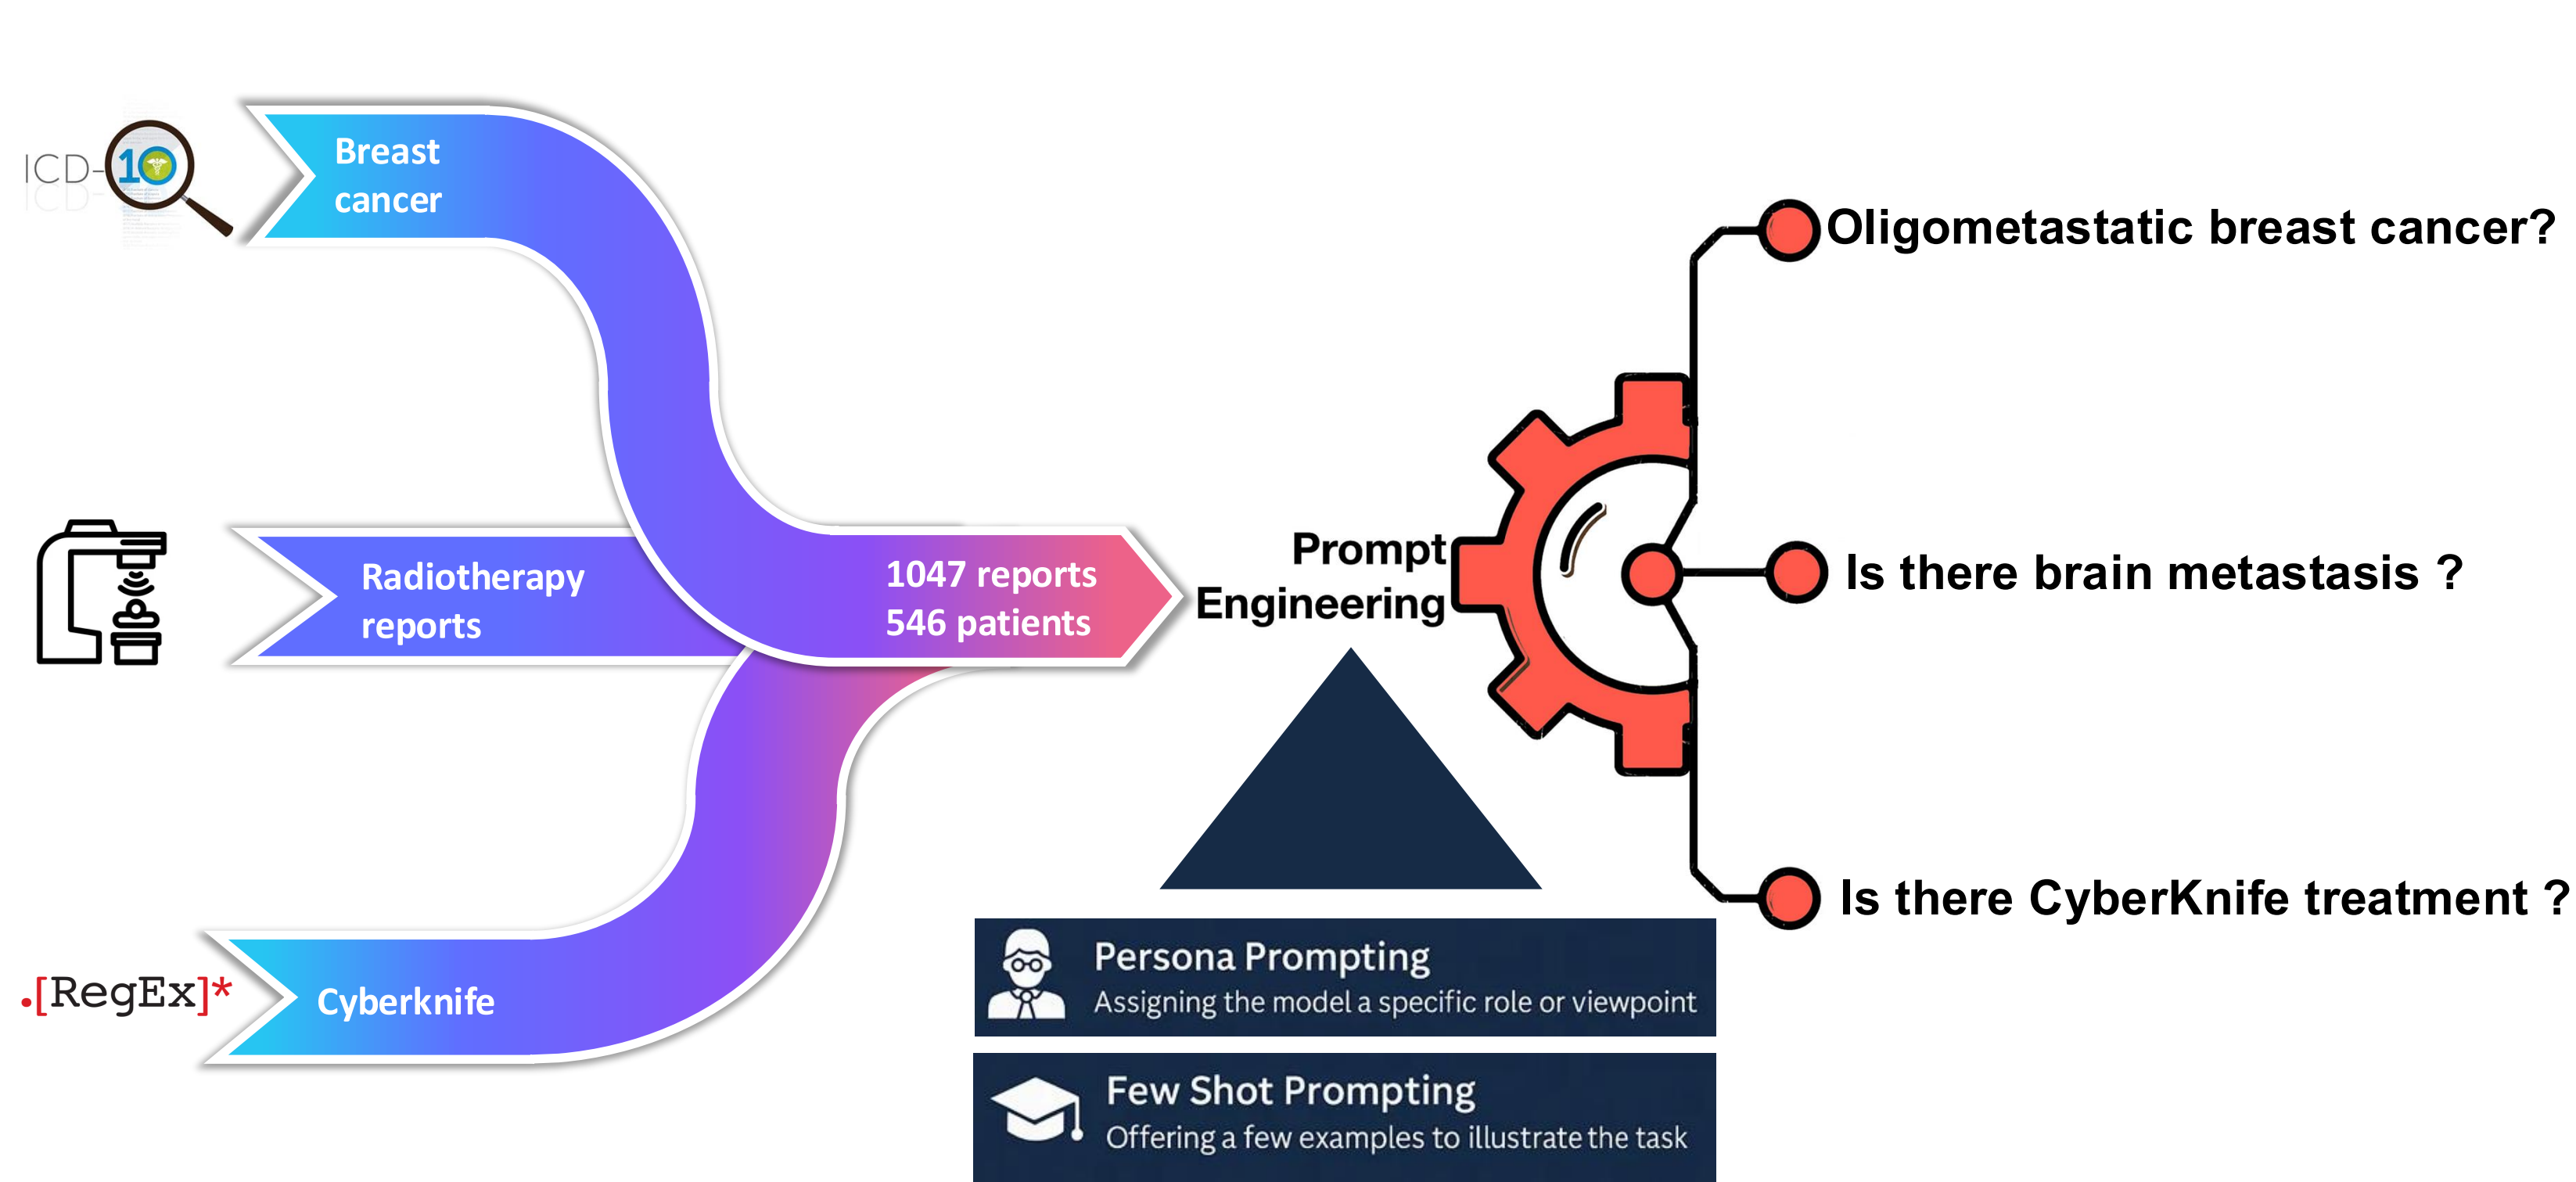 ICD-10
Breast
cancer
Radiotherapy
reports
.[RegEx]*
Cyberknife
1047 reports
546 patients
Prompt
Engineering
Persona Prompting
Assigning the model a specific role or viewpoint
Few Shot Prompting
Offering a few examples to illustrate the task
Oligometastatic breast cancer?
Is there brain metastasis ?
Is there CyberKnife treatment ?